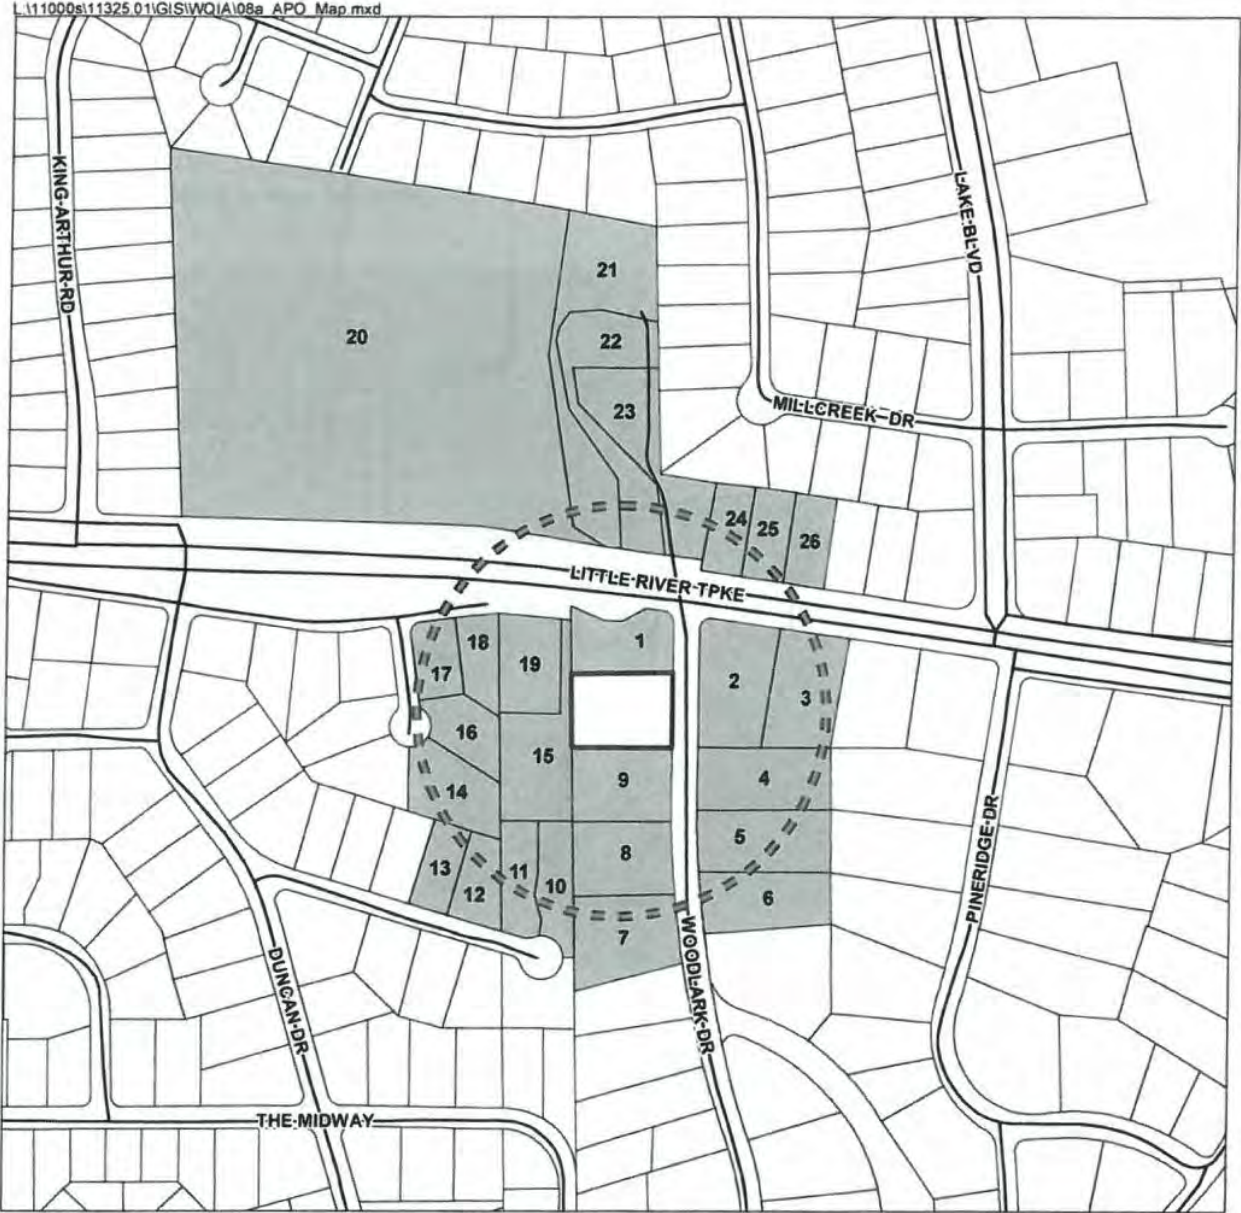 L:\11000s\11325.01\GIS\WQIA\08a_APO_Map.mxd
KING ARTHUR RD
LAKE BLVD
21
20
22
23
MILLCREEK DR
24
25
26
LITTLE RIVER TPKE
1
18
19
17
2
3
16
15
9
4
14
5
8
13
11
10
12
6
7
PINERIDGE DR
WOODLARK DR
DUNCAN DR
THE MIDWAY